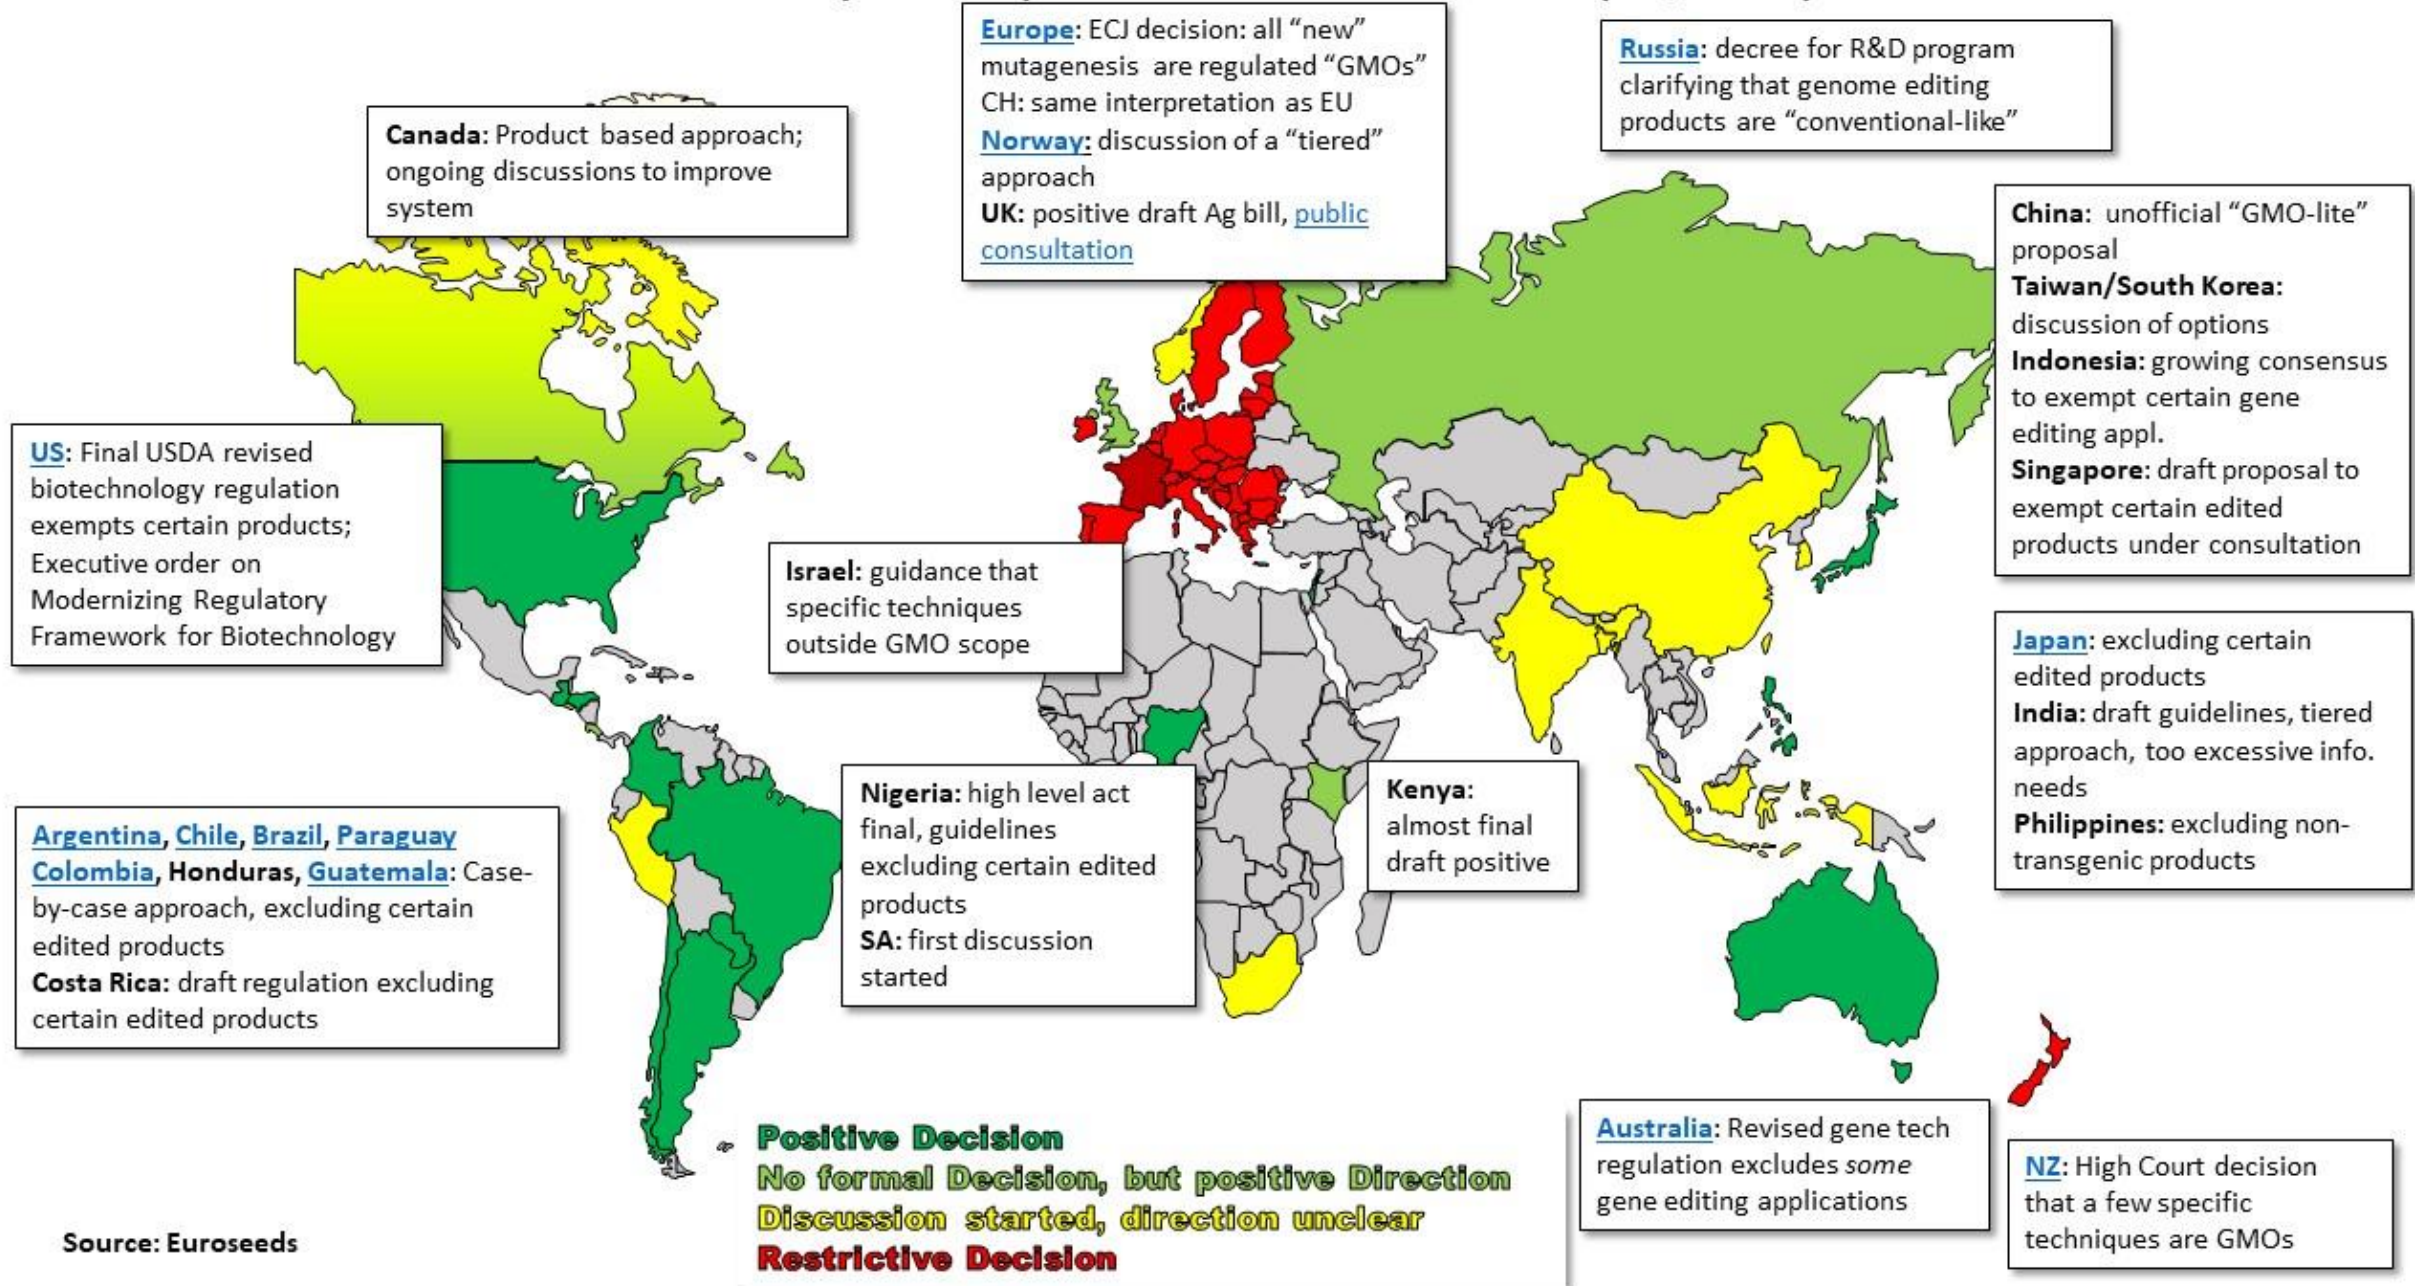 Europe: ECJ decision: all “new”
mutagenesis are regulated “GMOs”
CH: same interpretation as EU
Norway: discussion of a “tiered”
approach
UK: positive draft Ag bill, public
consultation
Russia: decree for R&D program
clarifying that genome editing
products are “conventional-like”
Canada: Product based approach;
ongoing discussions to improve
system
China: unofficial “GMO-lite”
proposal
Taiwan/South Korea:
discussion of options
Indonesia: growing consensus
to exempt certain gene
editing appl.
Singapore: draft proposal to
exempt certain edited
products under consultation
US: Final USDA revised
biotechnology regulation
exempts certain products;
Executive order on
Modernizing Regulatory
Framework for Biotechnology
Israel: guidance that
specific techniques
outside GMO scope
Japan: excluding certain
edited products
India: draft guidelines, tiered
approach, too excessive info.
needs
Philippines: excluding non-
transgenic products
Argentina, Chile, Brazil, Paraguay
Colombia, Honduras, Guatemala: Case-
by-case approach, excluding certain
edited products
Costa Rica: draft regulation excluding
certain edited products
Nigeria: high level act
final, guidelines
excluding certain edited
products
SA: first discussion
started
Kenya:
almost final
draft positive
Positive Decision
No formal Decision, but positive Direction
Discussion started, direction unclear
Restrictive Decision
Australia: Revised gene tech
regulation excludes some
gene editing applications
NZ: High Court decision
that a few specific
techniques are GMOs
Source: Euroseeds